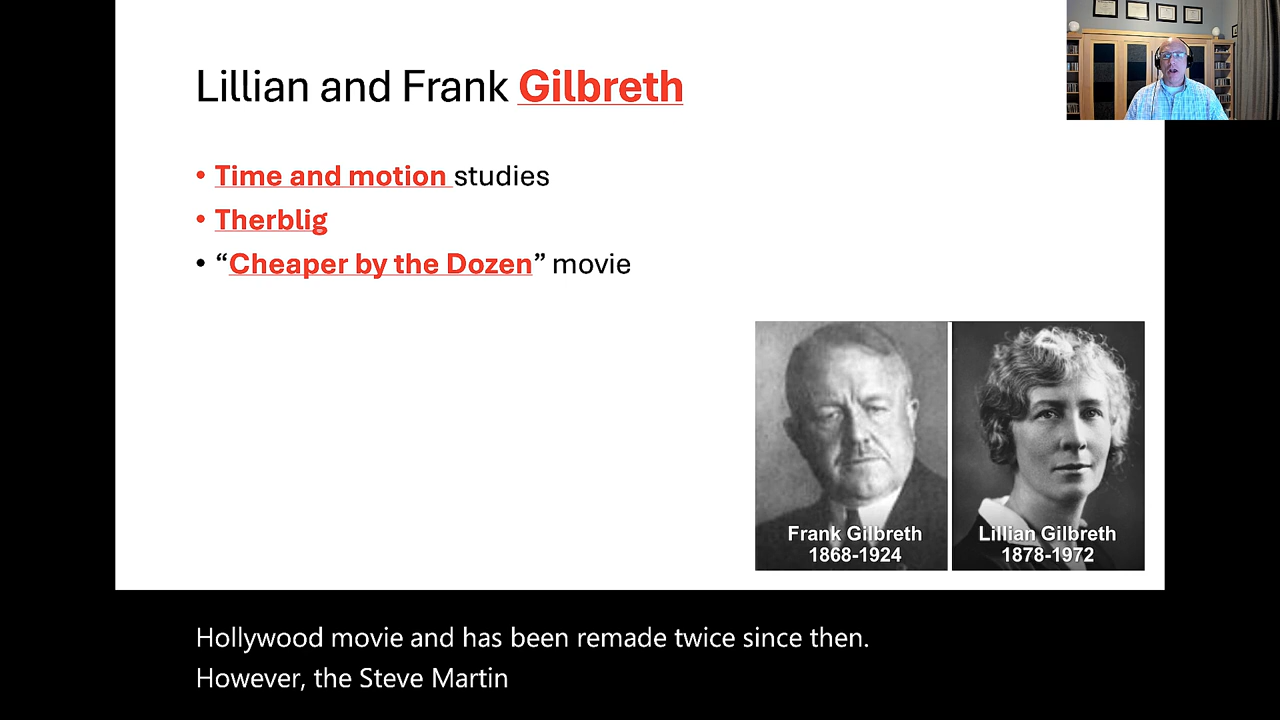 Lillian and Frank Gilbreth
• Time and motion studies
• Therblig
• “Cheaper by the Dozen” movie
Frank Gilbreth
1868-1924
Lillian Gilbreth
1878-1972
Hollywood movie and has been remade twice since then.
However, the Steve Martin